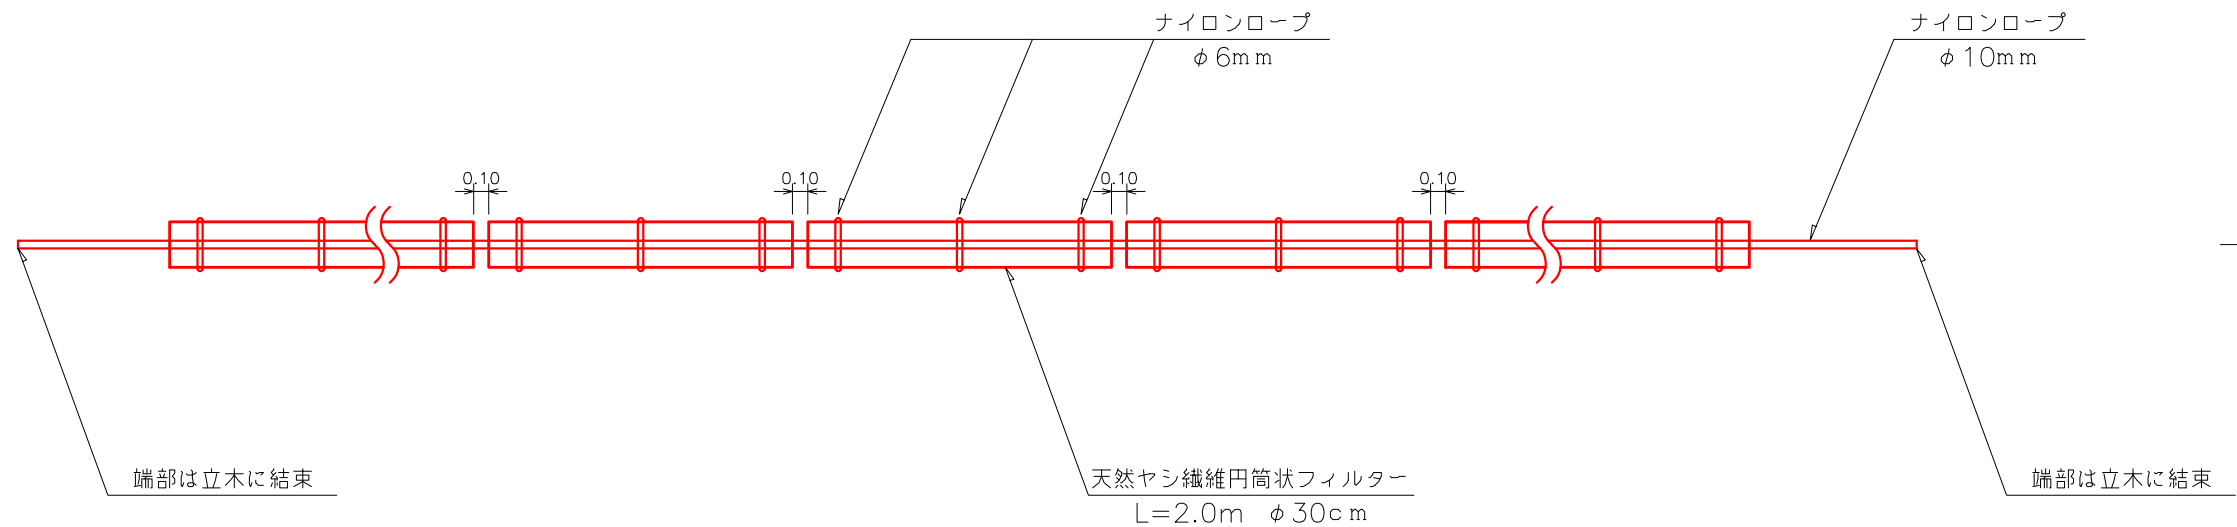 ナイロンロープ
φ6mm
ナイロンロープ
φ10mm
0.10
0.10
0.10
0.10
端部は立木に結束
天然ヤシ繊維円筒状フィルター
L=2.0m φ30cm
端部は立木に結束